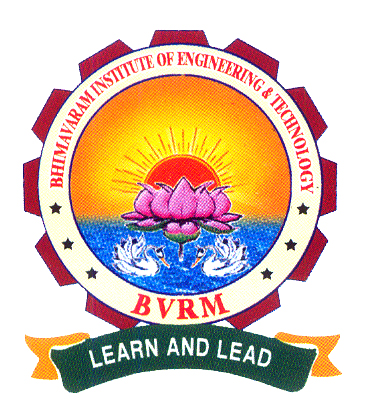 BHIMAVARAM INSTITUTE OF ENGINEERING & TECHNOLOGY
BVRM
LEARN AND LEAD